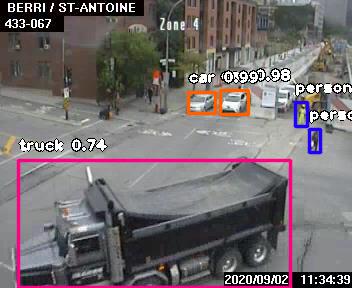 BERRI / ST-ANTOINE
433-067
Zone 4
car 0.99
0.98
person
perso
truck 0.74
2020/09/02
11:34:39